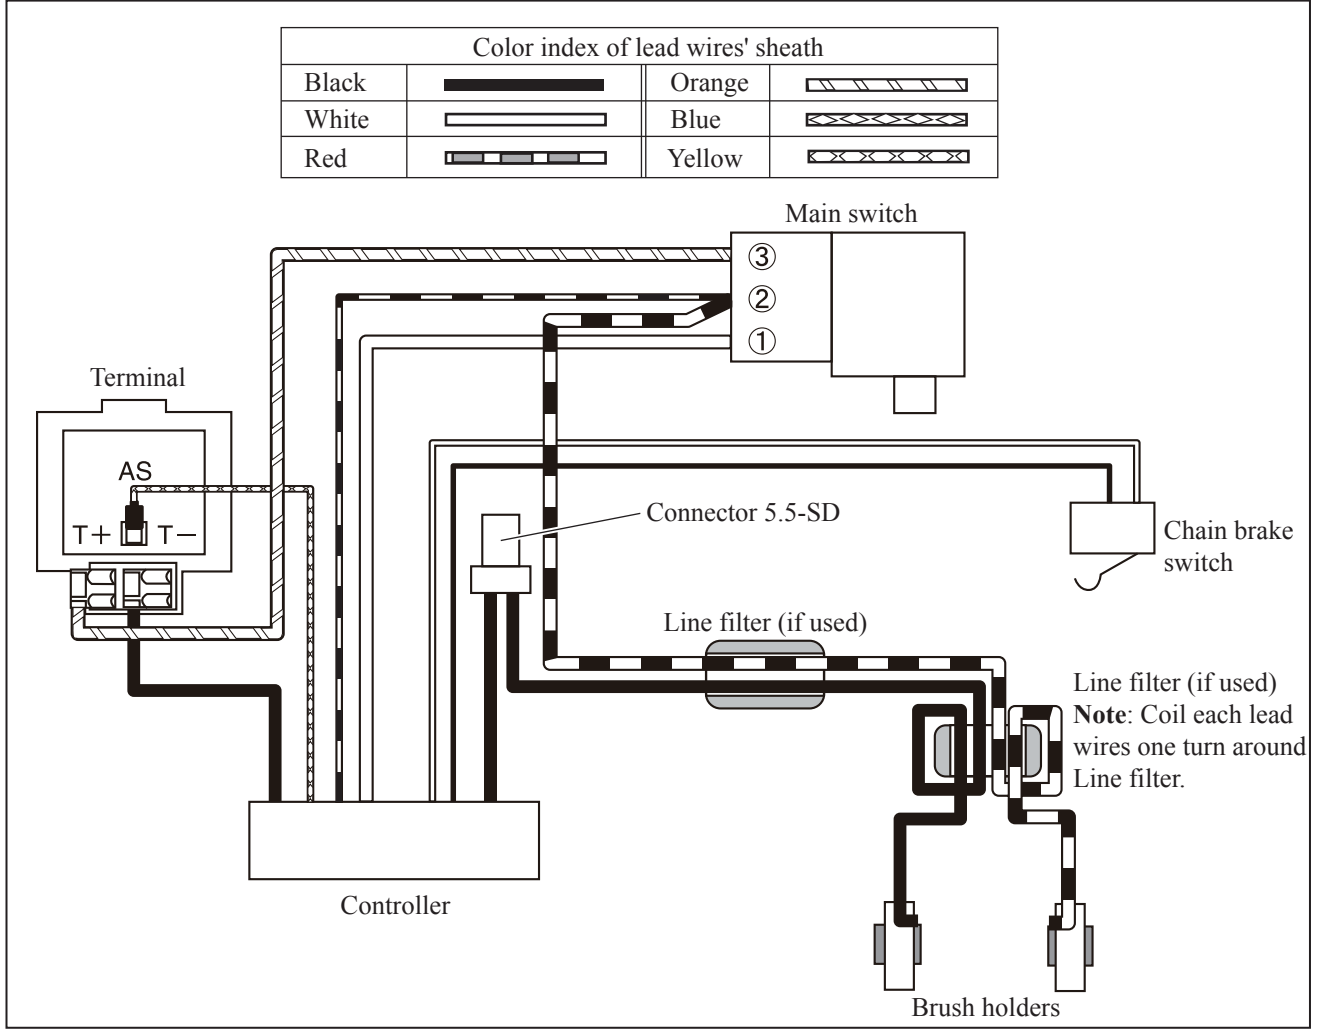 Color index of lead wires' sheath
Black
Orange
White
Blue
Red
Yellow
Main switch
③
②
①
Terminal
AS
T+ T−
Connector 5.5-SD
Chain brake
switch
Line filter (if used)
Line filter (if used)
Note: Coil each lead
wires one turn around
Line filter.
Controller
Brush holders